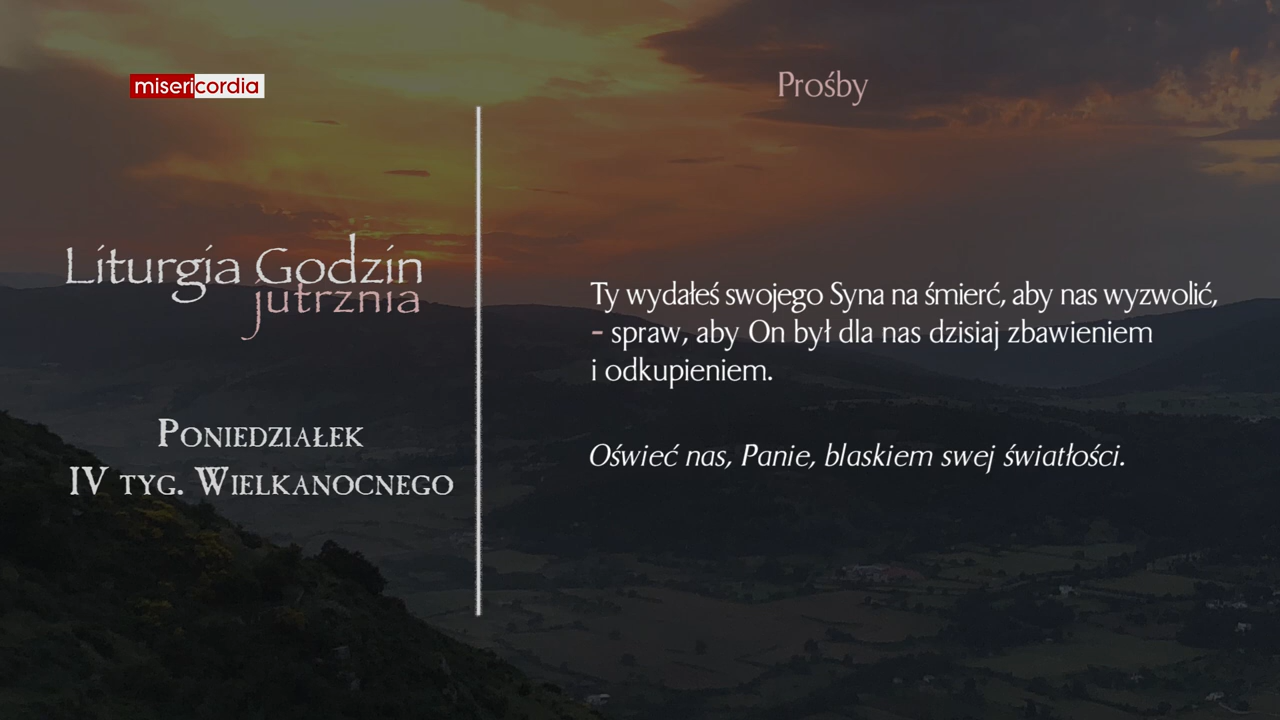 misericordia
Liturgia Godzin
jutrznia
Poniedziałek
IV tyg. Wielkanocnego
Prośby
Ty wydałeś swojego Syna na śmierć, aby nas wyzwolić,
- spraw, aby On był dla nas dzisiaj zbawieniem
i odkupieniem.
Oświeć nas, Panie, blaskiem swej światłości.